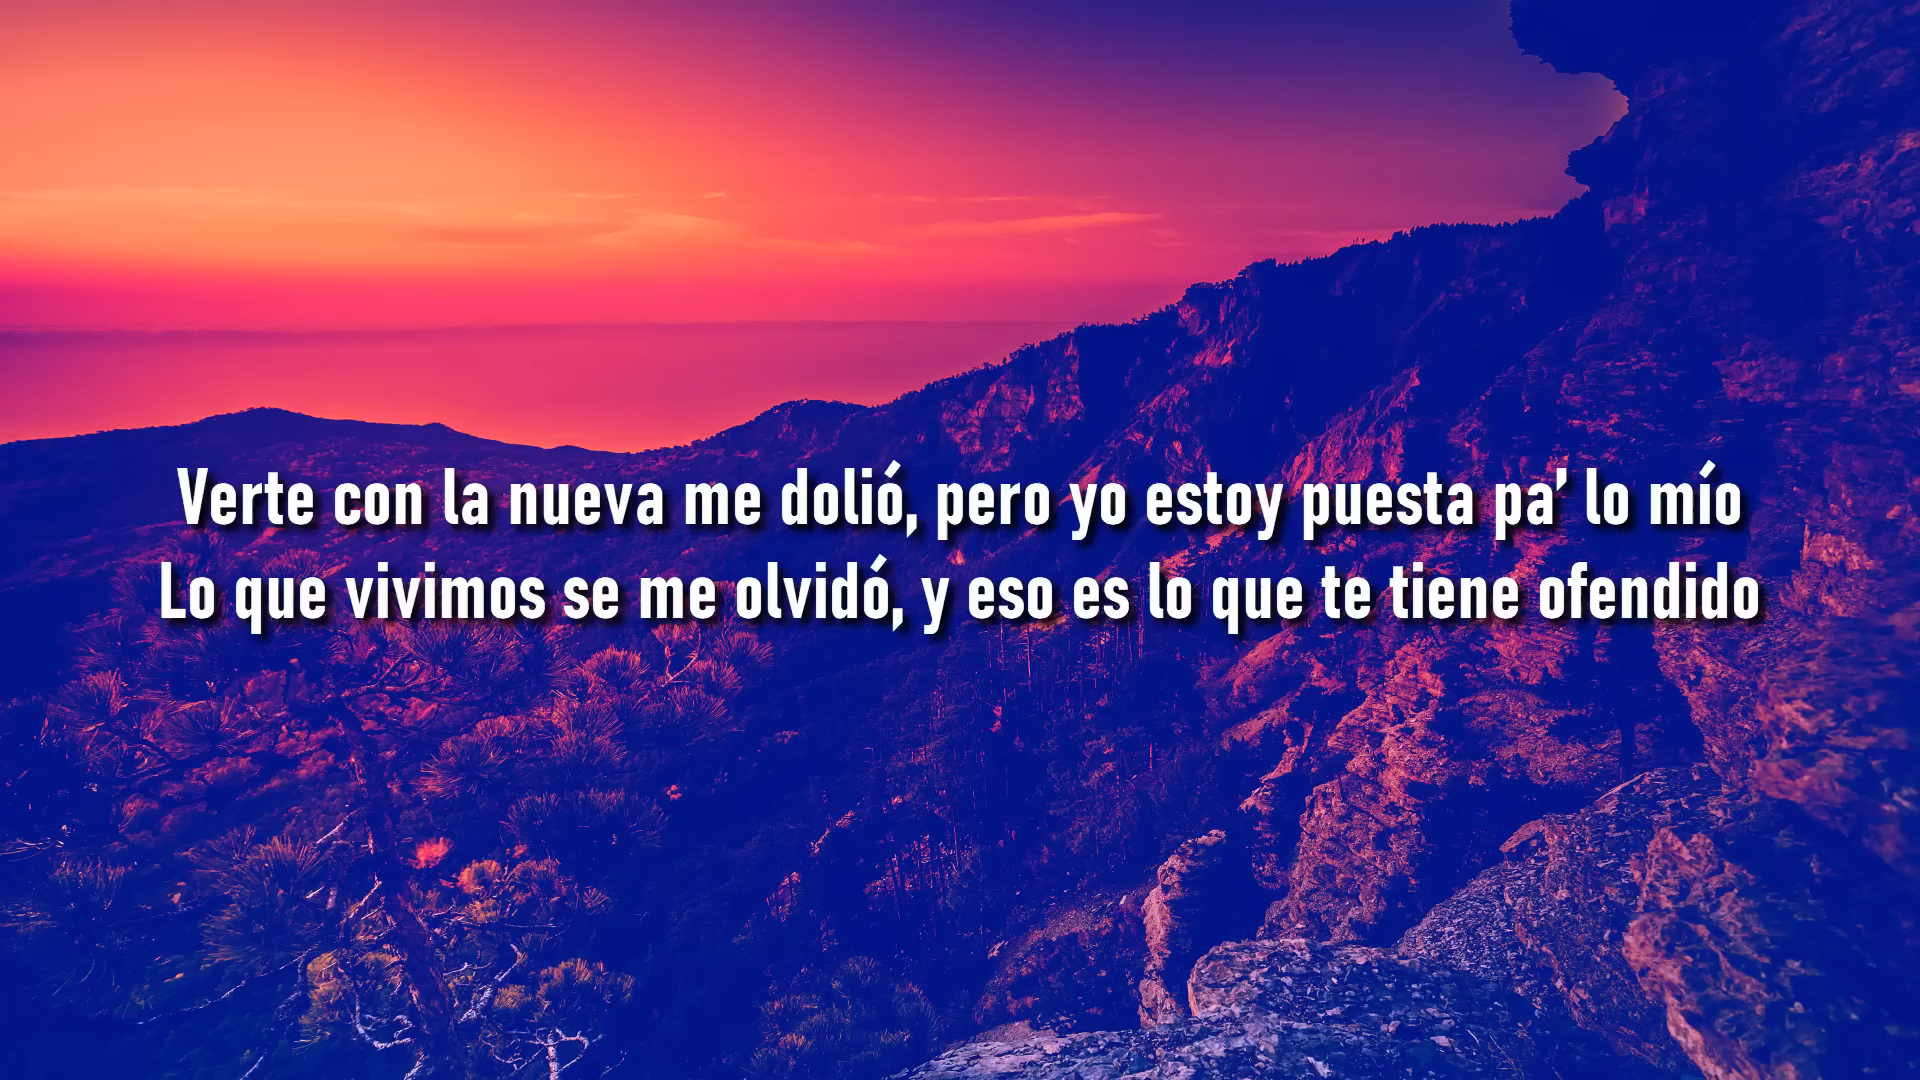 Verte con la nueva me dolió, pero yo estoy puesta pa’ lo mío
Lo que vivimos se me olvidó, y eso es lo que te tiene ofendido